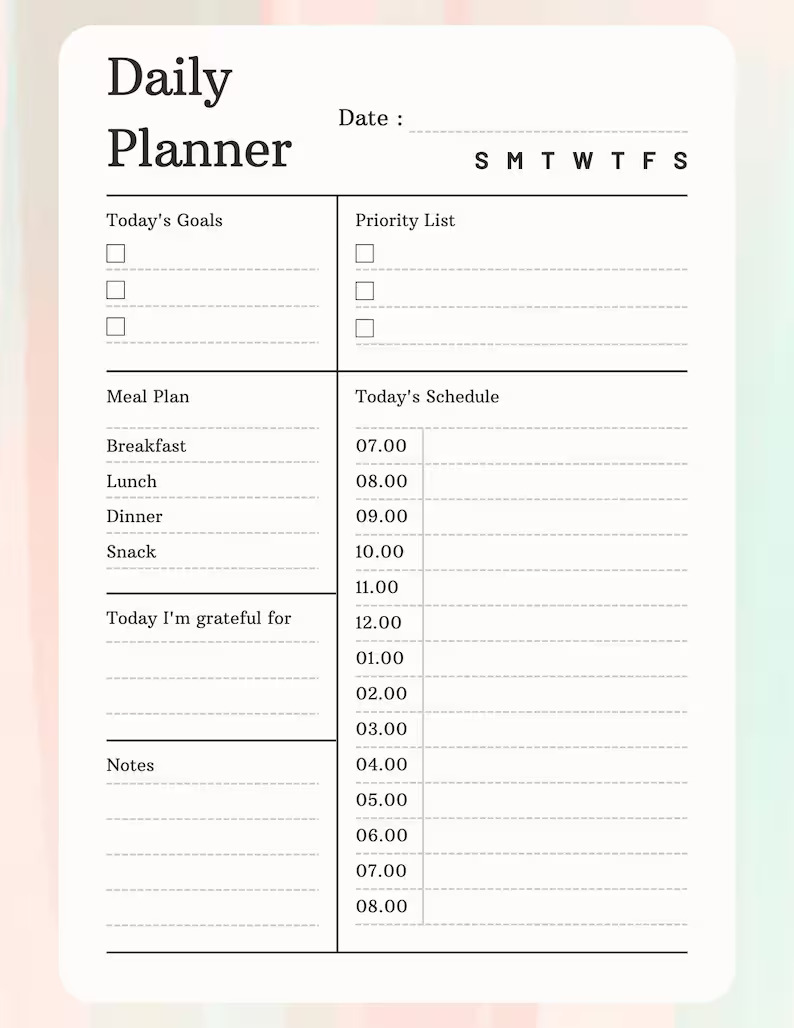 Daily
Planner
Date :
S M T W T F S
Today's Goals
Priority List
Meal Plan
Breakfast
Lunch
Dinner
Snack
Today I'm grateful for
Notes
Today's Schedule
07.00
08.00
09.00
10.00
11.00
12.00
01.00
02.00
03.00
04.00
05.00
06.00
07.00
08.00